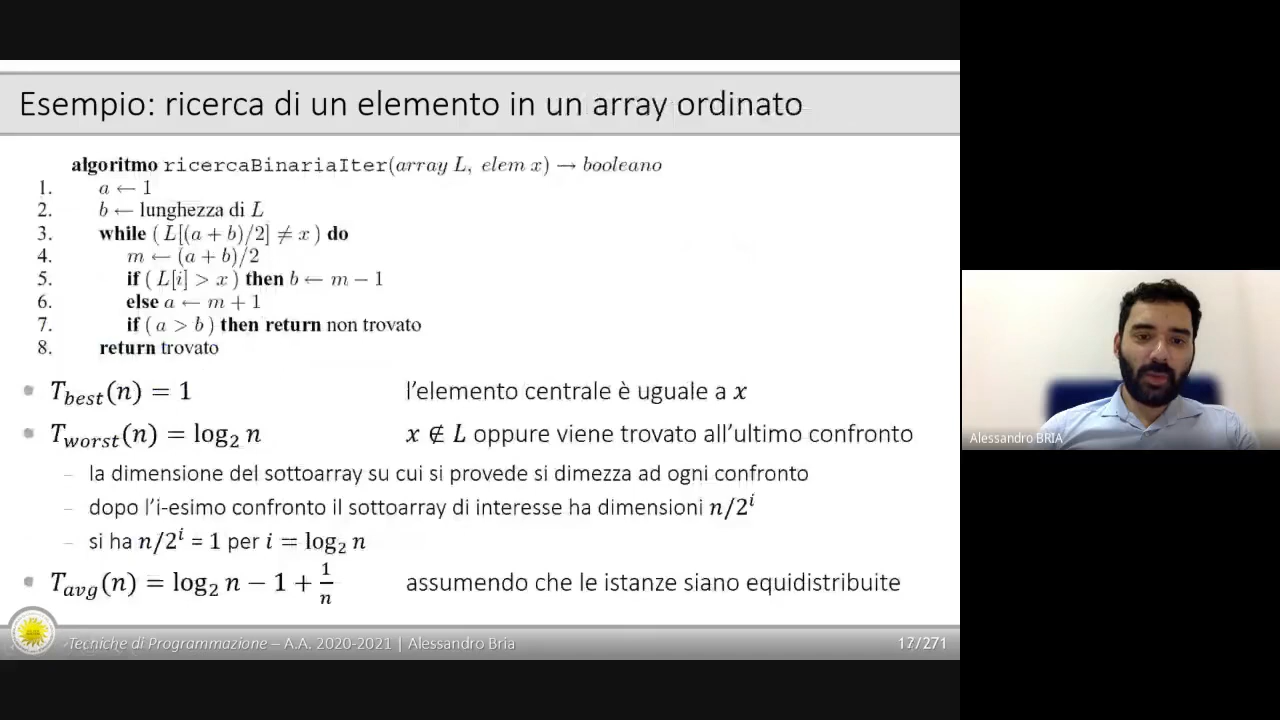 Esempio: ricerca di un elemento in un array ordinato
algoritmo ricercaBinariaIter(array L, elem x) → booleano
1. a ← 1
2. b ← lunghezza di L
3. while ( L[(a + b)/2] ≠ x ) do
4. m ← (a + b)/2
5. if ( L[i] > x ) then b ← m − 1
6. else a ← m + 1
7. if ( a > b ) then return non trovato
8. return trovato
T_best(n) = 1 l'elemento centrale è uguale a x
T_worst(n) = log₂ n x ∉ L oppure viene trovato all'ultimo confronto
– la dimensione del sottoarray su cui si provede si dimezza ad ogni confronto
– dopo l'i-esimo confronto il sottoarray di interesse ha dimensioni n/2^i
– si ha n/2^i = 1 per i = log₂ n
T_avg(n) = log₂ n − 1 + 1/n assumendo che le istanze siano equidistribuite
Tecniche di Programmazione – A.A. 2020-2021 | Alessandro Bria 17/271
Alessandro BRIA